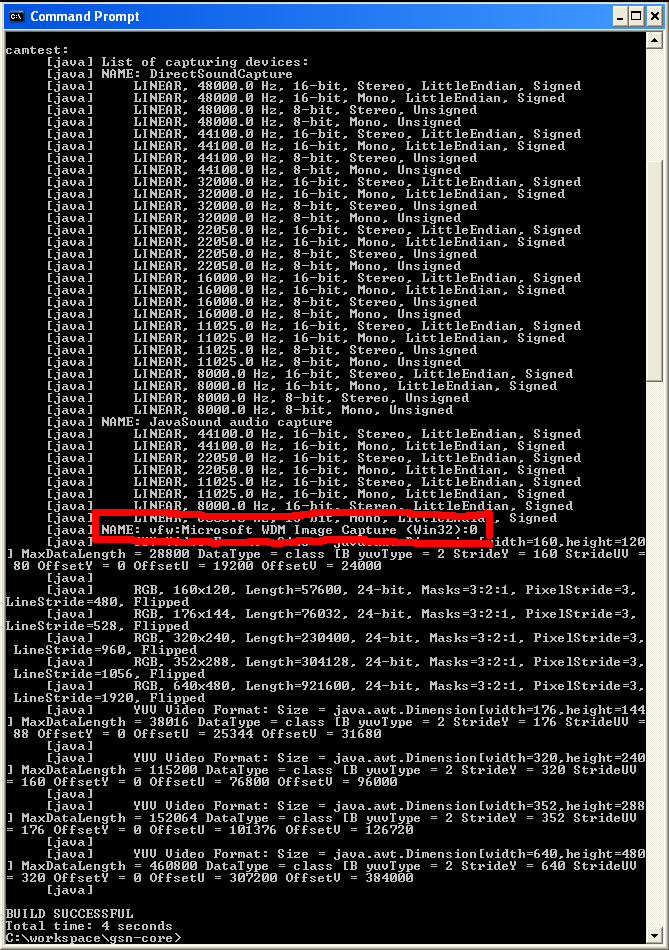 Command Prompt
camtest:
[java] List of capturing devices:
[java] NAME: DirectSoundCapture
[java] LINEAR, 48000.0 Hz, 16-bit, Stereo, LittleEndian, Signed
[java] LINEAR, 48000.0 Hz, 16-bit, Mono, LittleEndian, Signed
[java] LINEAR, 48000.0 Hz, 8-bit, Stereo, Unsigned
[java] LINEAR, 48000.0 Hz, 8-bit, Mono, Unsigned
[java] LINEAR, 44100.0 Hz, 16-bit, Stereo, LittleEndian, Signed
[java] LINEAR, 44100.0 Hz, 16-bit, Mono, LittleEndian, Signed
[java] LINEAR, 44100.0 Hz, 8-bit, Stereo, Unsigned
[java] LINEAR, 44100.0 Hz, 8-bit, Mono, Unsigned
[java] LINEAR, 32000.0 Hz, 16-bit, Stereo, LittleEndian, Signed
[java] LINEAR, 32000.0 Hz, 16-bit, Mono, LittleEndian, Signed
[java] LINEAR, 32000.0 Hz, 8-bit, Stereo, Unsigned
[java] LINEAR, 32000.0 Hz, 8-bit, Mono, Unsigned
[java] LINEAR, 22050.0 Hz, 16-bit, Stereo, LittleEndian, Signed
[java] LINEAR, 22050.0 Hz, 16-bit, Mono, LittleEndian, Signed
[java] LINEAR, 22050.0 Hz, 8-bit, Stereo, Unsigned
[java] LINEAR, 22050.0 Hz, 8-bit, Mono, Unsigned
[java] LINEAR, 16000.0 Hz, 16-bit, Stereo, LittleEndian, Signed
[java] LINEAR, 16000.0 Hz, 16-bit, Mono, LittleEndian, Signed
[java] LINEAR, 16000.0 Hz, 8-bit, Stereo, Unsigned
[java] LINEAR, 16000.0 Hz, 8-bit, Mono, Unsigned
[java] LINEAR, 11025.0 Hz, 16-bit, Stereo, LittleEndian, Signed
[java] LINEAR, 11025.0 Hz, 16-bit, Mono, LittleEndian, Signed
[java] LINEAR, 11025.0 Hz, 8-bit, Stereo, Unsigned
[java] LINEAR, 11025.0 Hz, 8-bit, Mono, Unsigned
[java] LINEAR, 8000.0 Hz, 16-bit, Stereo, LittleEndian, Signed
[java] LINEAR, 8000.0 Hz, 16-bit, Mono, LittleEndian, Signed
[java] LINEAR, 8000.0 Hz, 8-bit, Stereo, Unsigned
[java] LINEAR, 8000.0 Hz, 8-bit, Mono, Unsigned
[java] NAME: JavaSound audio capture
[java] LINEAR, 44100.0 Hz, 16-bit, Stereo, LittleEndian, Signed
[java] LINEAR, 44100.0 Hz, 16-bit, Mono, LittleEndian, Signed
[java] LINEAR, 22050.0 Hz, 16-bit, Stereo, LittleEndian, Signed
[java] LINEAR, 22050.0 Hz, 16-bit, Mono, LittleEndian, Signed
[java] LINEAR, 11025.0 Hz, 16-bit, Stereo, LittleEndian, Signed
[java] LINEAR, 11025.0 Hz, 16-bit, Mono, LittleEndian, Signed
[java] LINEAR, 8000.0 Hz, 16-bit, Stereo, LittleEndian, Signed
[java] Mono, LittleEndian, Signed
[java] NAME: vfw:Microsoft WDM Image Capture (Win32):0
[java] YUV Video Format: Size = java.awt.Dimension[width=160,height=120
] MaxDataLength = 28800 DataType = class [B yuvType = 2 StrideY = 160 StrideUV =
80 OffsetY = 0 OffsetU = 19200 OffsetV = 24000
[java]
[java] RGB, 160x120, Length=57600, 24-bit, Masks=3:2:1, PixelStride=3,
LineStride=480, Flipped
[java] RGB, 176x144, Length=76032, 24-bit, Masks=3:2:1, PixelStride=3,
LineStride=528, Flipped
[java] RGB, 320x240, Length=230400, 24-bit, Masks=3:2:1, PixelStride=3,
LineStride=960, Flipped
[java] RGB, 352x288, Length=304128, 24-bit, Masks=3:2:1, PixelStride=3,
LineStride=1056, Flipped
[java] RGB, 640x480, Length=921600, 24-bit, Masks=3:2:1, PixelStride=3,
LineStride=1920, Flipped
[java] YUV Video Format: Size = java.awt.Dimension[width=176,height=144
] MaxDataLength = 38016 DataType = class [B yuvType = 2 StrideY = 176 StrideUV =
88 OffsetY = 0 OffsetU = 25344 OffsetV = 31680
[java]
[java] YUV Video Format: Size = java.awt.Dimension[width=320,height=240
] MaxDataLength = 115200 DataType = class [B yuvType = 2 StrideY = 320 StrideUV
= 160 OffsetY = 0 OffsetU = 76800 OffsetV = 96000
[java]
[java] YUV Video Format: Size = java.awt.Dimension[width=352,height=288
] MaxDataLength = 152064 DataType = class [B yuvType = 2 StrideY = 352 StrideUV
= 176 OffsetY = 0 OffsetU = 101376 OffsetV = 126720
[java]
[java] YUV Video Format: Size = java.awt.Dimension[width=640,height=480
] MaxDataLength = 460800 DataType = class [B yuvType = 2 StrideY = 640 StrideUV
= 320 OffsetY = 0 OffsetU = 307200 OffsetV = 384000
[java]
BUILD SUCCESSFUL
Total time: 4 seconds
C:\workspace\gsn-core>